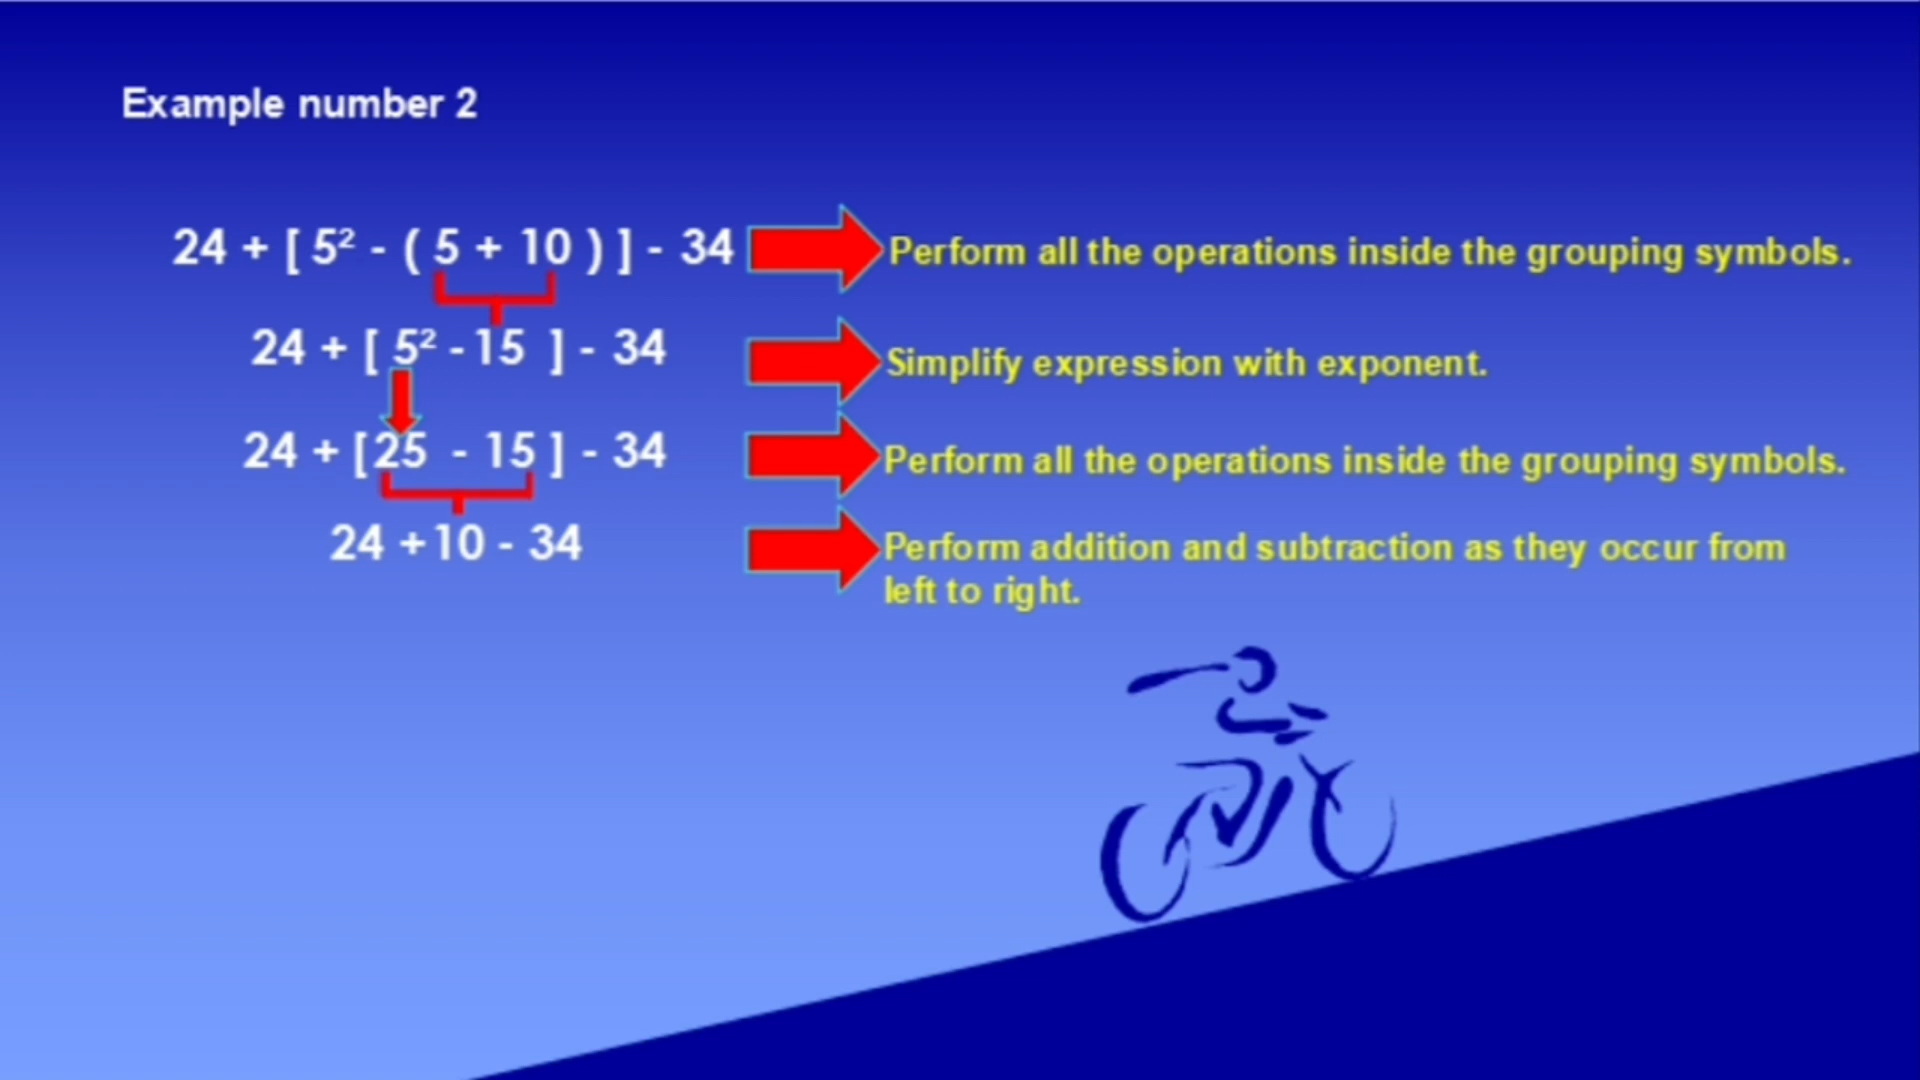 Example number 2
24 + [ 5² - ( 5 + 10 ) ] - 34
Perform all the operations inside the grouping symbols.
24 + [ 5² - 15 ] - 34
Simplify expression with exponent.
24 + [ 25 - 15 ] - 34
Perform all the operations inside the grouping symbols.
24 + 10 - 34
Perform addition and subtraction as they occur from
left to right.